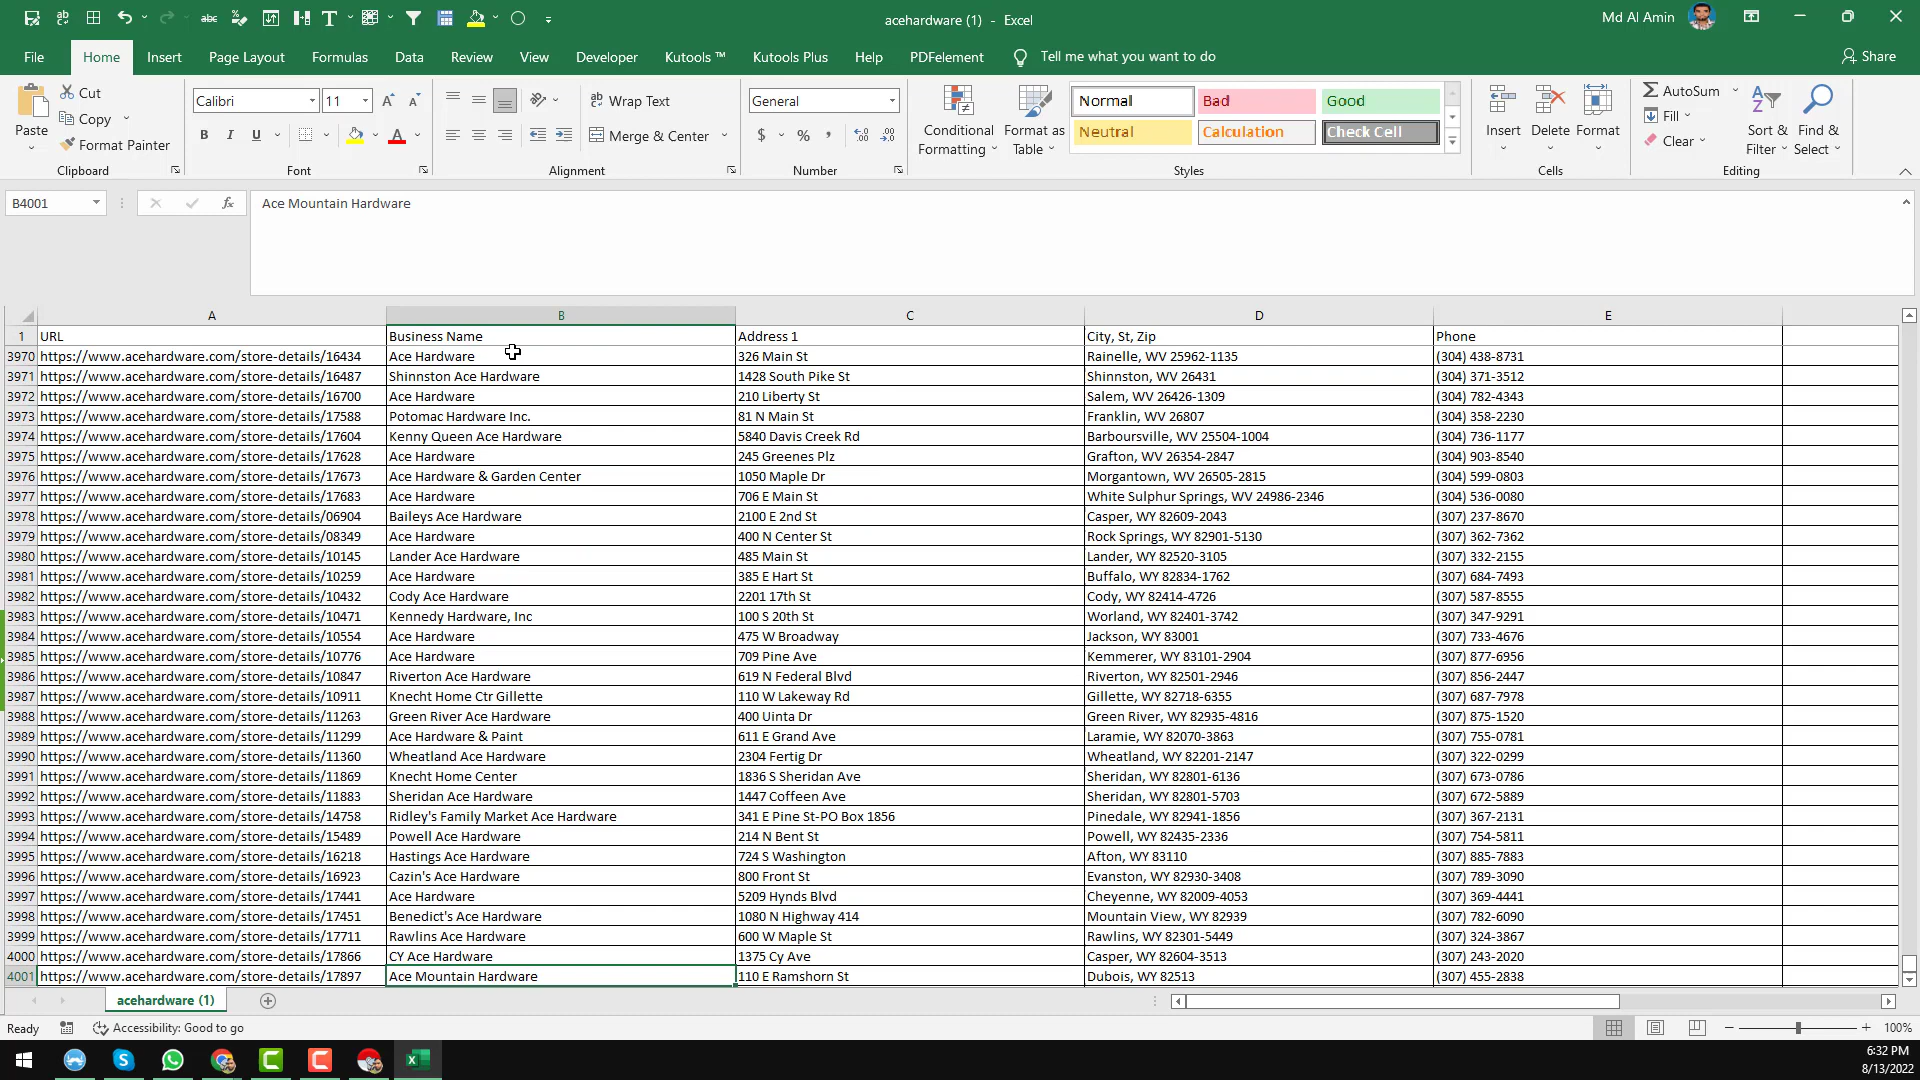 acehardware (1) - Excel
Md Al Amin
File Home Insert Page Layout Formulas Data Review View Developer Kutools ™ Kutools Plus Help PDFelement Tell me what you want to do Share
Paste
Cut
Copy
Format Painter
Clipboard
Calibri 11
B I U
Font
Wrap Text
Merge & Center
Alignment
General
$ % ,
Number
Conditional Formatting
Format as Table
Normal Bad Good
Neutral Calculation Check Cell
Styles
Insert Delete Format
Cells
AutoSum
Fill
Clear
Sort & Filter
Find & Select
Editing
B4001 fx Ace Mountain Hardware
A B C D E
1 URL Business Name Address 1 City, St, Zip Phone
3970 https://www.acehardware.com/store-details/16434 Ace Hardware 326 Main St Rainelle, WV 25962-1135 (304) 438-8731
3971 https://www.acehardware.com/store-details/16487 Shinnston Ace Hardware 1428 South Pike St Shinnston, WV 26431 (304) 371-3512
3972 https://www.acehardware.com/store-details/16700 Ace Hardware 210 Liberty St Salem, WV 26426-1309 (304) 782-4343
3973 https://www.acehardware.com/store-details/17588 Potomac Hardware Inc. 81 N Main St Franklin, WV 26807 (304) 358-2230
3974 https://www.acehardware.com/store-details/17604 Kenny Queen Ace Hardware 5840 Davis Creek Rd Barboursville, WV 25504-1004 (304) 736-1177
3975 https://www.acehardware.com/store-details/17628 Ace Hardware 245 Greenes Plz Grafton, WV 26354-2847 (304) 903-8540
3976 https://www.acehardware.com/store-details/17673 Ace Hardware & Garden Center 1050 Maple Dr Morgantown, WV 26505-2815 (304) 599-0803
3977 https://www.acehardware.com/store-details/17683 Ace Hardware 706 E Main St White Sulphur Springs, WV 24986-2346 (304) 536-0080
3978 https://www.acehardware.com/store-details/06904 Baileys Ace Hardware 2100 E 2nd St Casper, WY 82609-2043 (307) 237-8670
3979 https://www.acehardware.com/store-details/08349 Ace Hardware 400 N Center St Rock Springs, WY 82901-5130 (307) 362-7362
3980 https://www.acehardware.com/store-details/10145 Lander Ace Hardware 485 Main St Lander, WY 82520-3105 (307) 332-2155
3981 https://www.acehardware.com/store-details/10259 Ace Hardware 385 E Hart St Buffalo, WY 82834-1762 (307) 684-7493
3982 https://www.acehardware.com/store-details/10432 Cody Ace Hardware 2201 17th St Cody, WY 82414-4726 (307) 587-8555
3983 https://www.acehardware.com/store-details/10471 Kennedy Hardware, Inc 100 S 20th St Worland, WY 82401-3742 (307) 347-9291
3984 https://www.acehardware.com/store-details/10554 Ace Hardware 475 W Broadway Jackson, WY 83001 (307) 733-4676
3985 https://www.acehardware.com/store-details/10776 Ace Hardware 709 Pine Ave Kemmerer, WY 83101-2904 (307) 877-6956
3986 https://www.acehardware.com/store-details/10847 Riverton Ace Hardware 619 N Federal Blvd Riverton, WY 82501-2946 (307) 856-2447
3987 https://www.acehardware.com/store-details/10911 Knecht Home Ctr Gillette 110 W Lakeway Rd Gillette, WY 82718-6355 (307) 687-7978
3988 https://www.acehardware.com/store-details/11263 Green River Ace Hardware 400 Uinta Dr Green River, WY 82935-4816 (307) 875-1520
3989 https://www.acehardware.com/store-details/11299 Ace Hardware & Paint 611 E Grand Ave Laramie, WY 82070-3863 (307) 755-0781
3990 https://www.acehardware.com/store-details/11360 Wheatland Ace Hardware 2304 Fertig Dr Wheatland, WY 82201-2147 (307) 322-0299
3991 https://www.acehardware.com/store-details/11869 Knecht Home Center 1836 S Sheridan Ave Sheridan, WY 82801-6136 (307) 673-0786
3992 https://www.acehardware.com/store-details/11883 Sheridan Ace Hardware 1447 Coffeen Ave Sheridan, WY 82801-5703 (307) 672-5889
3993 https://www.acehardware.com/store-details/14758 Ridley's Family Market Ace Hardware 341 E Pine St-PO Box 1856 Pinedale, WY 82941-1856 (307) 367-2131
3994 https://www.acehardware.com/store-details/15489 Powell Ace Hardware 214 N Bent St Powell, WY 82435-2336 (307) 754-5811
3995 https://www.acehardware.com/store-details/16218 Hastings Ace Hardware 724 S Washington Afton, WY 83110 (307) 885-7883
3996 https://www.acehardware.com/store-details/16923 Cazin's Ace Hardware 800 Front St Evanston, WY 82930-3408 (307) 789-3090
3997 https://www.acehardware.com/store-details/17441 Ace Hardware 5209 Hynds Blvd Cheyenne, WY 82009-4053 (307) 369-4441
3998 https://www.acehardware.com/store-details/17451 Benedict's Ace Hardware 1080 N Highway 414 Mountain View, WY 82939 (307) 782-6090
3999 https://www.acehardware.com/store-details/17711 Rawlins Ace Hardware 600 W Maple St Rawlins, WY 82301-5449 (307) 324-3867
4000 https://www.acehardware.com/store-details/17866 CY Ace Hardware 1375 Cy Ave Casper, WY 82604-3513 (307) 243-2020
4001 https://www.acehardware.com/store-details/17897 Ace Mountain Hardware 110 E Ramshorn St Dubois, WY 82513 (307) 455-2838
acehardware (1)
Ready Accessibility: Good to go 100%
6:32 PM
8/13/2022